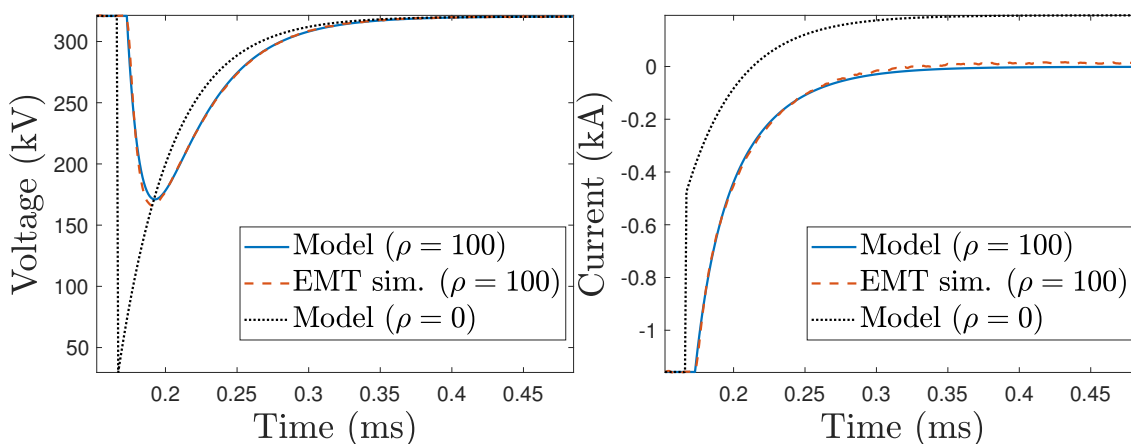 300
250
200
150
100
50
0.2
0.25
0.3
0.35
0.4
0.45
Time (ms)
Voltage (kV)
Model (ρ = 100)
EMT sim. (ρ = 100)
Model (ρ = 0)
0
-0.2
-0.4
-0.6
-0.8
-1
0.2
0.25
0.3
0.35
0.4
0.45
Time (ms)
Current (kA)
Model (ρ = 100)
EMT sim. (ρ = 100)
Model (ρ = 0)